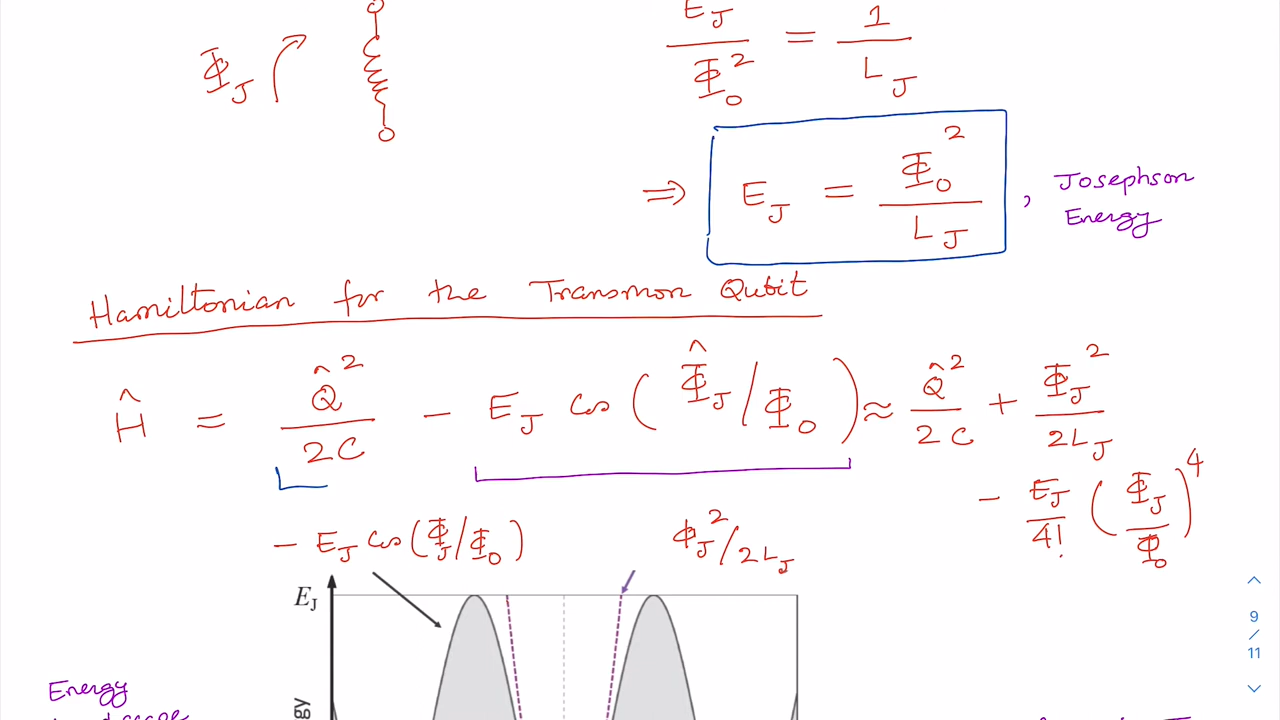 Φ_J
E_J / Φ_0^2 = 1 / L_J
⇒ E_J = Φ_0^2 / L_J , Josephson
Energy
Hamiltonian for the Transmon Qubit
Ĥ = Q̂^2 / 2C − E_J cos ( Φ̂_J / Φ_0 ) ≈ Q̂^2 / 2C + Φ_J^2 / 2L_J
− E_J / 4! ( Φ_J / Φ_0 )^4
− E_J cos(Φ_J/Φ_0) ϕ_J^2/2L_J
E_J
9
/
11
Energy